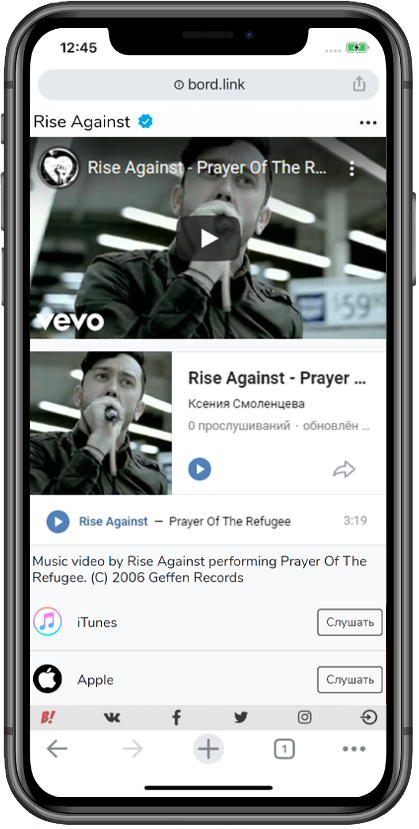 12:45
bord.link
Rise Against
Rise Against - Prayer Of The R...
$59
vevo
Rise Against - Prayer ...
Ксения Смоленцева
0 прослушиваний · обновлён ...
Rise Against — Prayer Of The Refugee 3:19
Music video by Rise Against performing Prayer Of The
Refugee. (C) 2006 Geffen Records
iTunes Слушать
Apple Слушать
B!
1